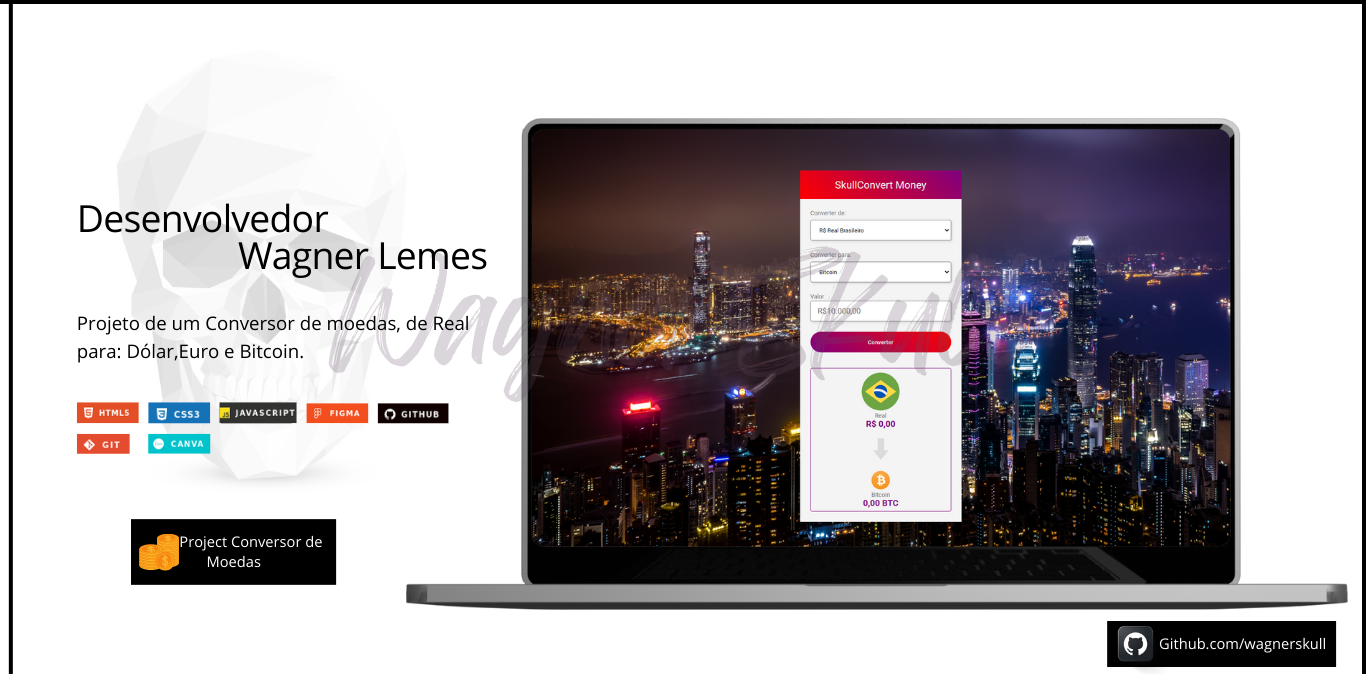 Desenvolvedor
Wagner Lemes
Projeto de um Conversor de moedas, de Real
para: Dólar,Euro e Bitcoin.
HTML5
CSS3
JS JAVASCRIPT
FIGMA
GITHUB
GIT
CANVA
Project Conversor de
Moedas
SkullConvert Money
Converter de:
R$ Real Brasileiro
Converter para:
Bitcoin
Valor
R$10.000,00
Converter
Real
R$ 0,00
Bitcoin
0,00 BTC
Github.com/wagnerskull